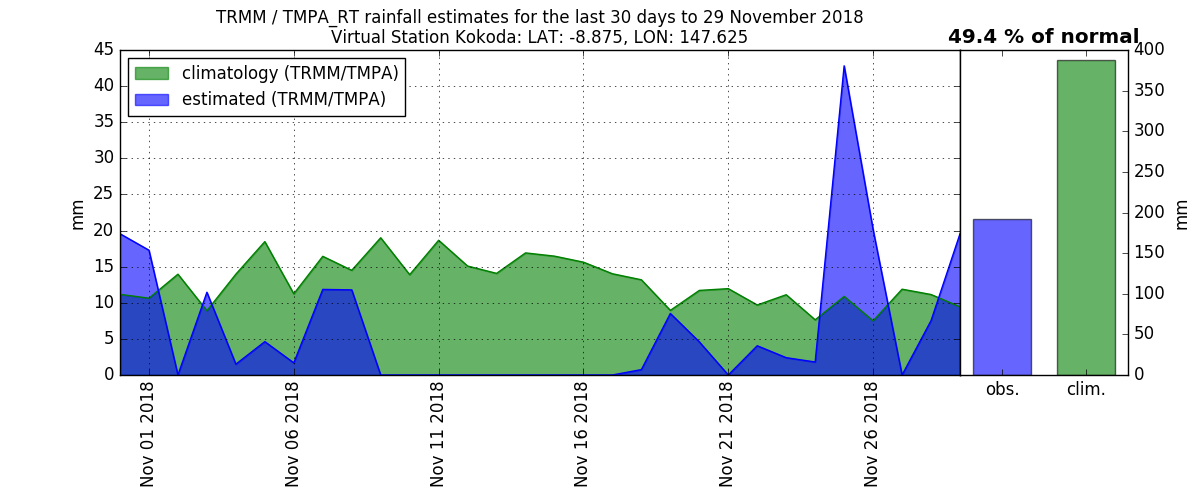 TRMM / TMPA_RT rainfall estimates for the last 30 days to 29 November 2018
Virtual Station Kokoda: LAT: -8.875, LON: 147.625
49.4 % of normal
climatology (TRMM/TMPA)
estimated (TRMM/TMPA)
45
40
35
30
25
20
15
10
5
0
mm
Nov 01 2018
Nov 06 2018
Nov 11 2018
Nov 16 2018
Nov 21 2018
Nov 26 2018
obs.
clim.
400
350
300
250
200
150
100
50
0
mm